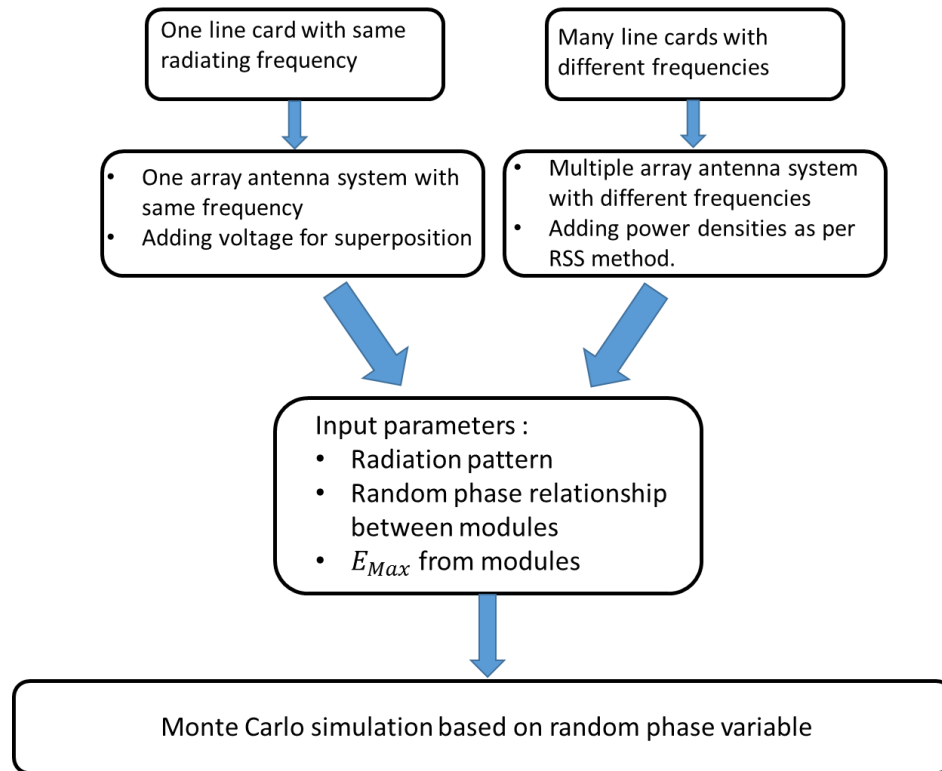 One line card with same
radiating frequency
Many line cards with
different frequencies
• One array antenna system with
same frequency
• Adding voltage for superposition
• Multiple array antenna system
with different frequencies
• Adding power densities as per
RSS method.
Input parameters :
• Radiation pattern
• Random phase relationship
between modules
• E_Max from modules
Monte Carlo simulation based on random phase variable